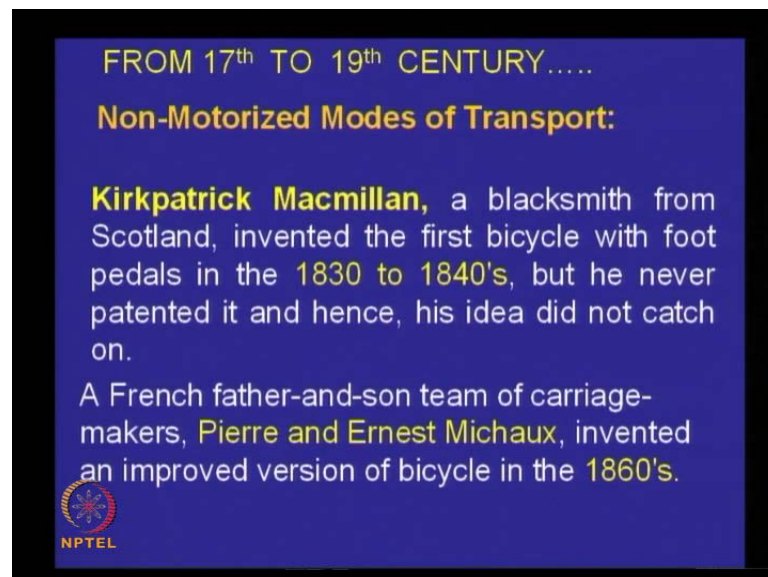 FROM 17th TO 19th CENTURY.....
Non-Motorized Modes of Transport:
Kirkpatrick Macmillan, a blacksmith from
Scotland, invented the first bicycle with foot
pedals in the 1830 to 1840's, but he never
patented it and hence, his idea did not catch
on.
A French father-and-son team of carriage-
makers, Pierre and Ernest Michaux, invented
an improved version of bicycle in the 1860's.
NPTEL